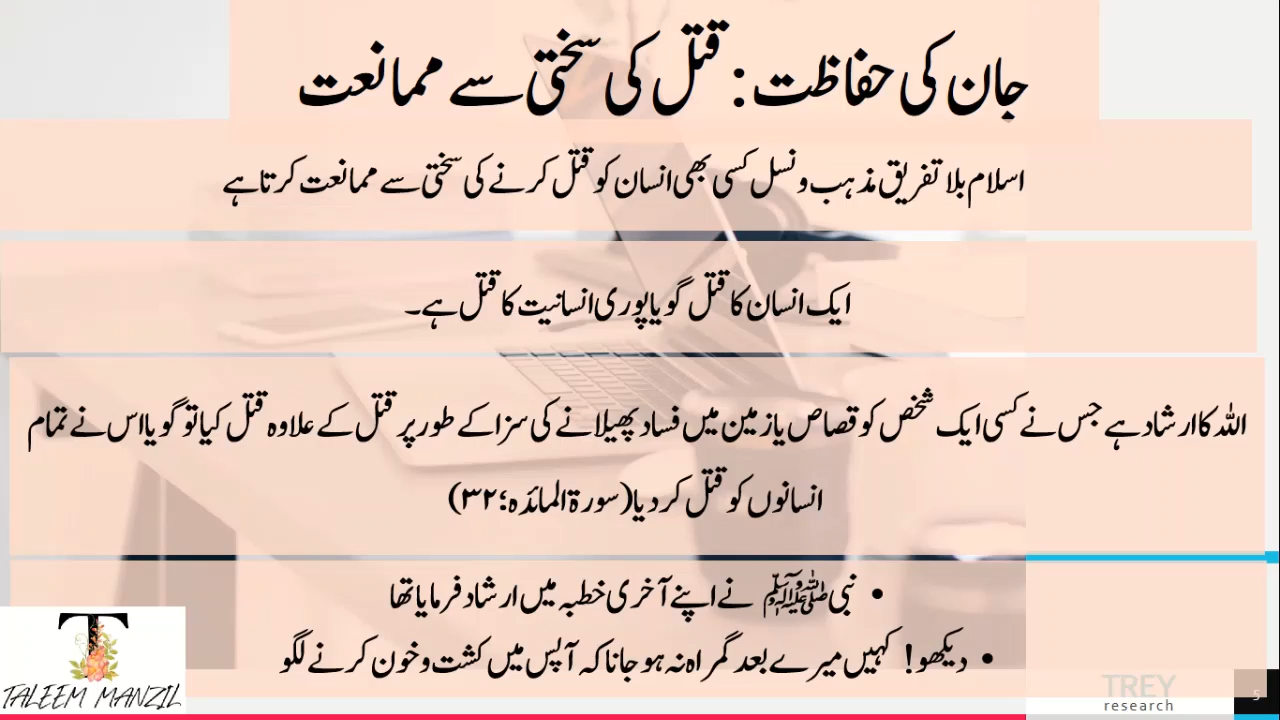 جان کی حفاظت: قتل کی سختی سے ممانعت
اسلام بلا تفریق مذہب و نسل کسی بھی انسان کو قتل کرنے کی سختی سے ممانعت کرتا ہے
ایک انسان کا قتل گویا پوری انسانیت کا قتل ہے۔
اللہ کا ارشاد ہے جس نے کسی ایک شخص کو قصاص یا زمین میں فساد پھیلانے کی سزا کے طور پر قتل کے علاوہ قتل کیا تو گویا اس نے تمام
انسانوں کو قتل کر دیا (سورۃ المائدہ؛ ۳۲)
• نبی ﷺ نے اپنے آخری خطبہ میں ارشاد فرمایا تھا
• دیکھو! کہیں میرے بعد گمراہ نہ ہو جانا کہ آپس میں کشت و خون کرنے لگو
T
TALEEM MANZIL
TREY
research
5